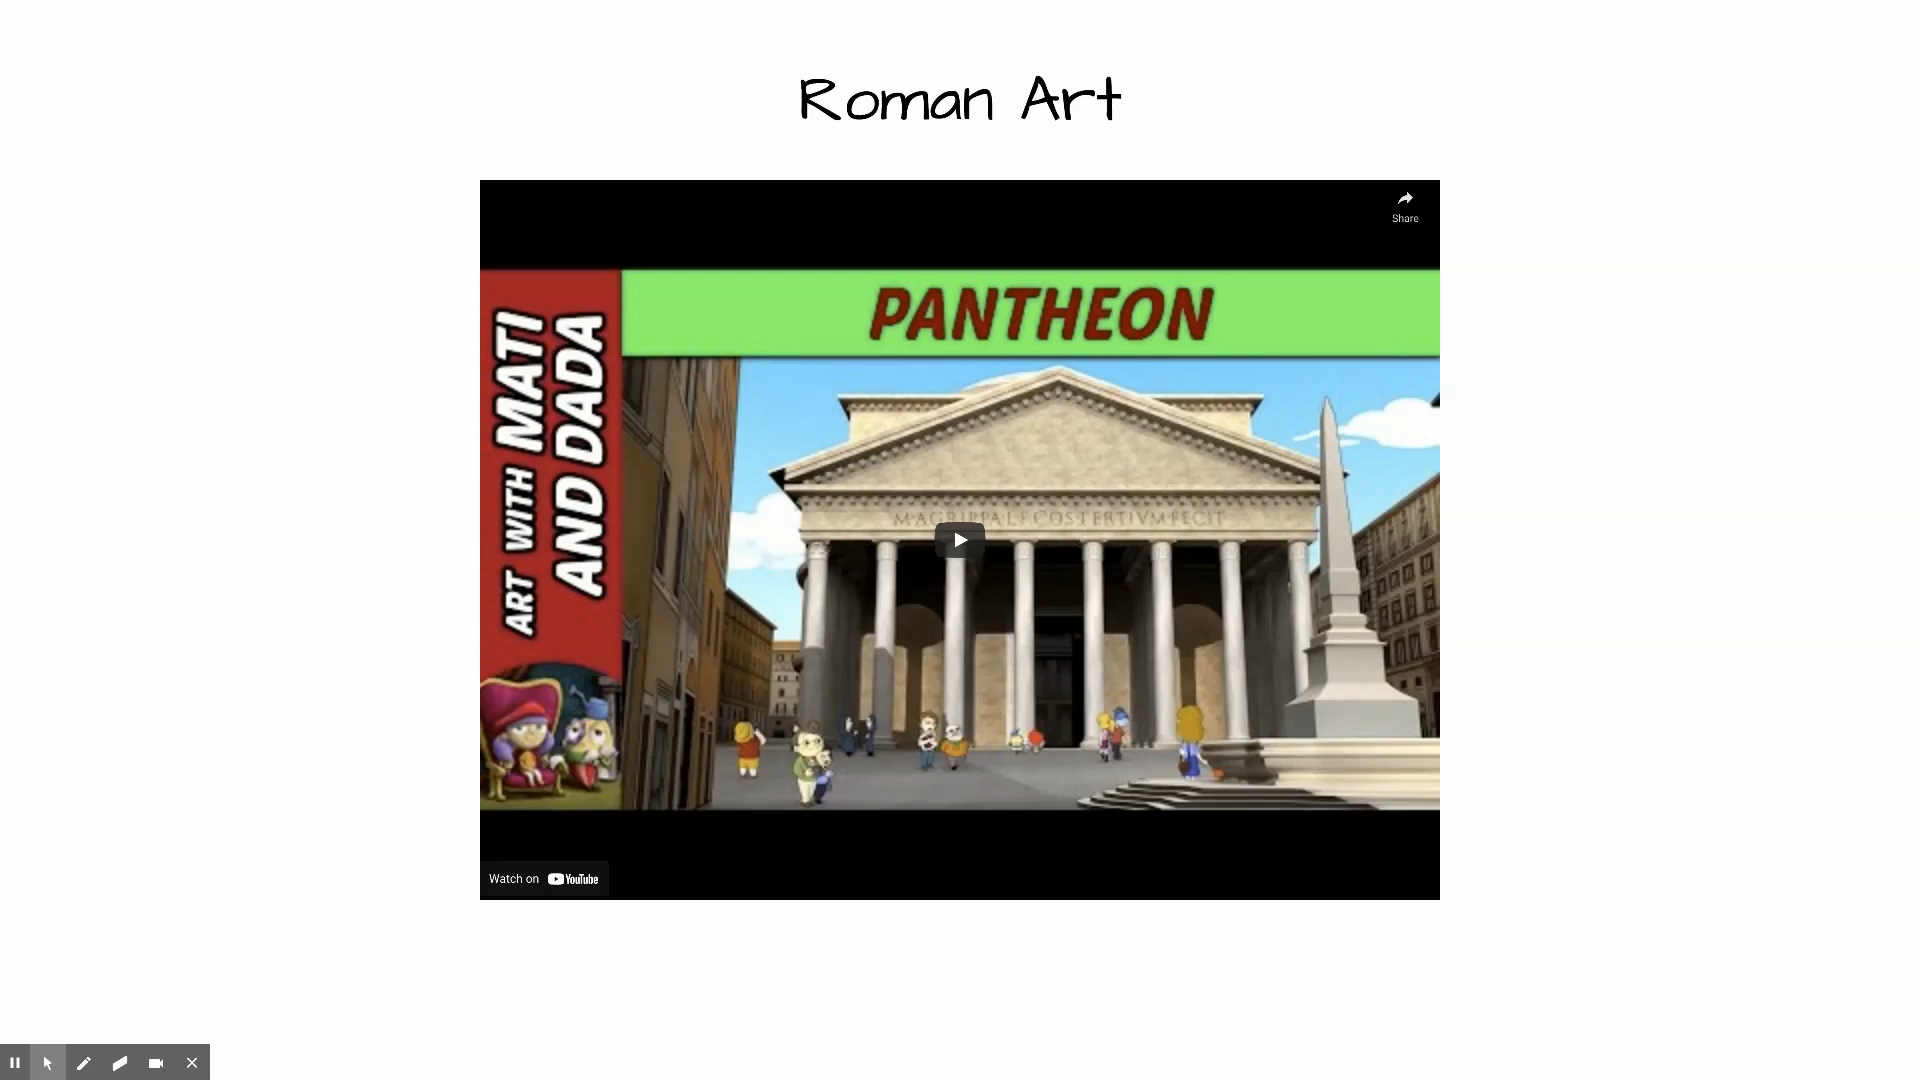 Roman Art
Share
PANTHEON
ART WITH MATI
AND DADA
M·AGRIPPA·L·F·COS·TERTIVM·FECIT
Watch on YouTube